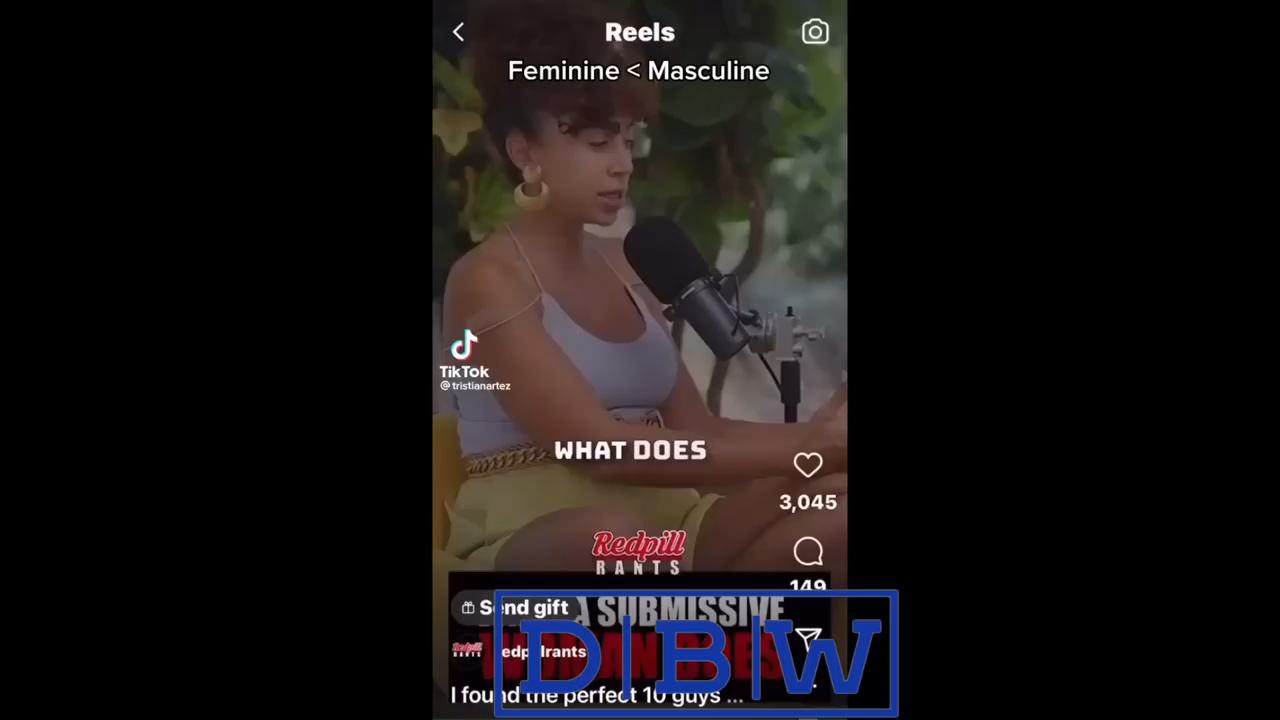 Reels
Feminine < Masculine
TikTok
@tristianartez
WHAT DOES
3,045
Redpill
RANTS
149
Send gift
A SUBMISSIVE
D|B|W
I found the perfect 10 guys ...